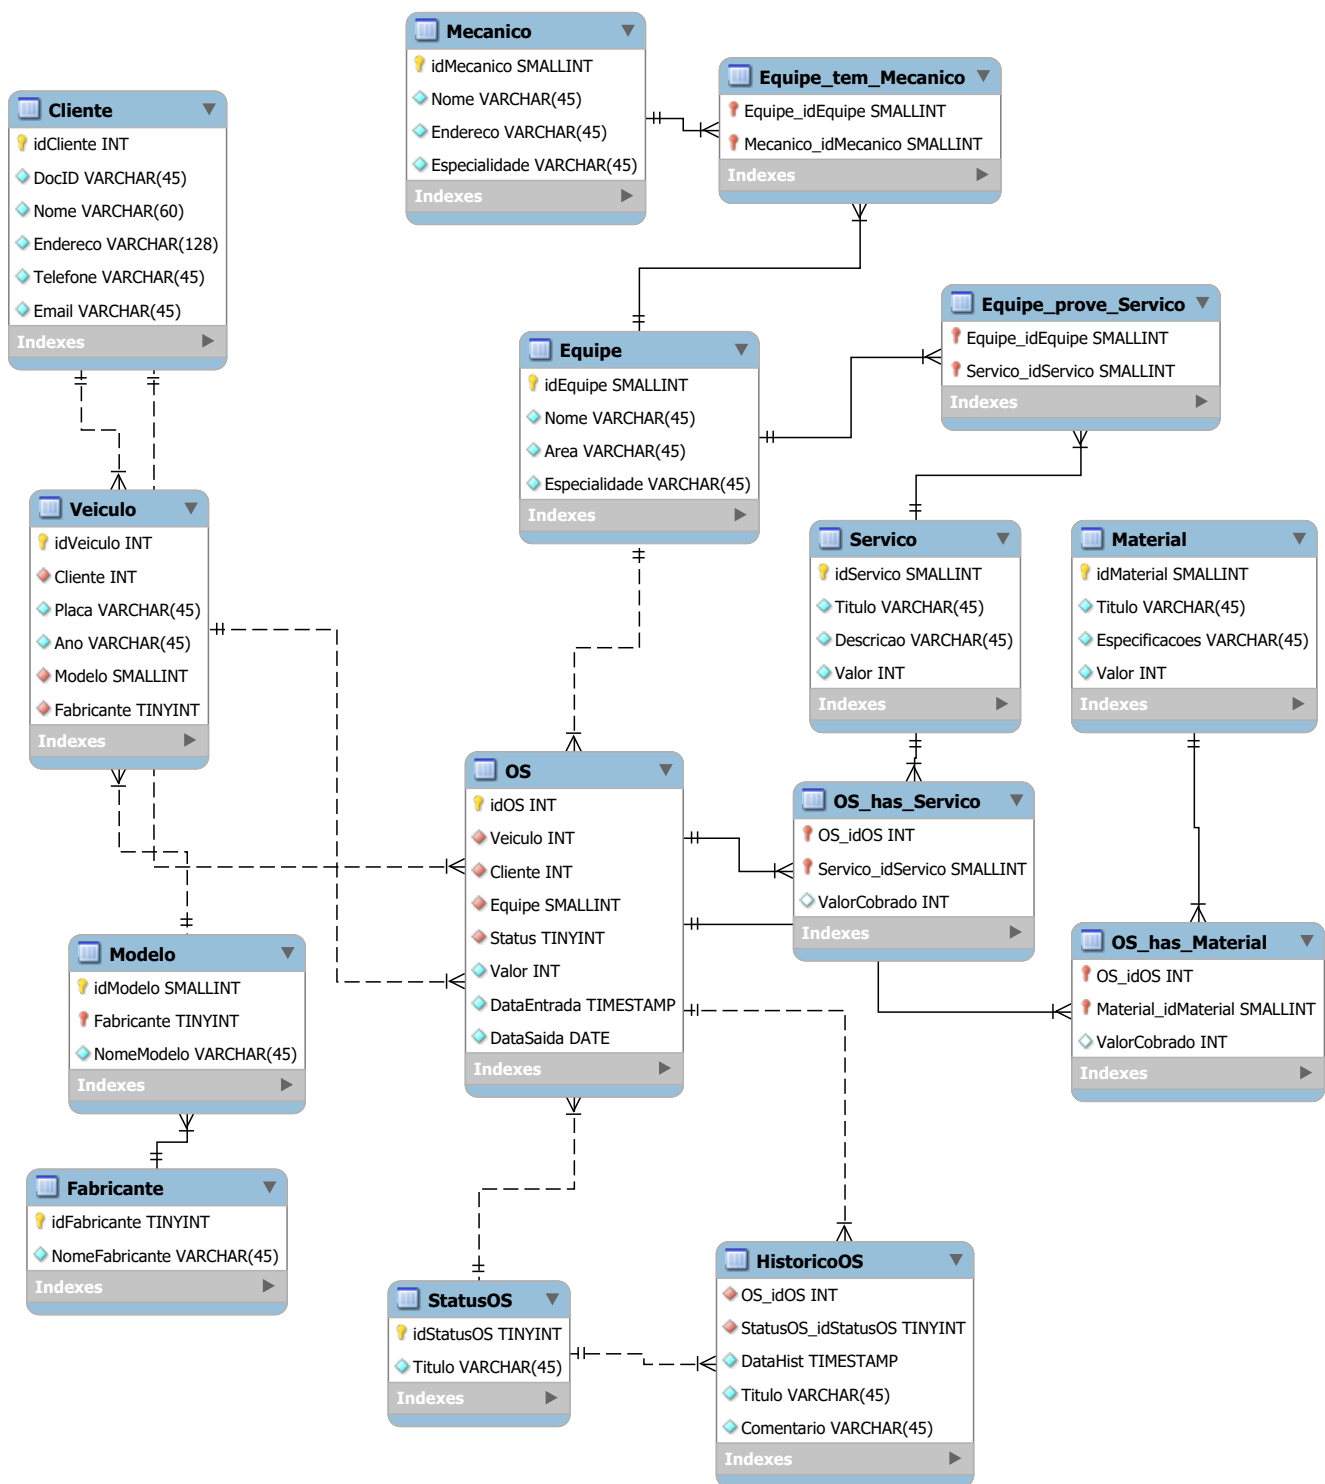 Mecanico
idMecanico SMALLINT
Nome VARCHAR(45)
Endereco VARCHAR(45)
Especialidade VARCHAR(45)
Indexes
Equipe_tem_Mecanico
Equipe_idEquipe SMALLINT
Mecanico_idMecanico SMALLINT
Indexes
Cliente
idCliente INT
DocID VARCHAR(45)
Nome VARCHAR(60)
Endereco VARCHAR(128)
Telefone VARCHAR(45)
Email VARCHAR(45)
Indexes
Equipe_prove_Servico
Equipe_idEquipe SMALLINT
Servico_idServico SMALLINT
Indexes
Equipe
idEquipe SMALLINT
Nome VARCHAR(45)
Area VARCHAR(45)
Especialidade VARCHAR(45)
Indexes
Veiculo
idVeiculo INT
Cliente INT
Placa VARCHAR(45)
Ano VARCHAR(45)
Modelo SMALLINT
Fabricante TINYINT
Indexes
Servico
idServico SMALLINT
Titulo VARCHAR(45)
Descricao VARCHAR(45)
Valor INT
Indexes
Material
idMaterial SMALLINT
Titulo VARCHAR(45)
Especificacoes VARCHAR(45)
Valor INT
Indexes
OS
idOS INT
Veiculo INT
Cliente INT
Equipe SMALLINT
Status TINYINT
Valor INT
DataEntrada TIMESTAMP
DataSaida DATE
Indexes
OS_has_Servico
OS_idOS INT
Servico_idServico SMALLINT
ValorCobrado INT
Indexes
OS_has_Material
OS_idOS INT
Material_idMaterial SMALLINT
ValorCobrado INT
Indexes
Modelo
idModelo SMALLINT
Fabricante TINYINT
NomeModelo VARCHAR(45)
Indexes
Fabricante
idFabricante TINYINT
NomeFabricante VARCHAR(45)
Indexes
StatusOS
idStatusOS TINYINT
Titulo VARCHAR(45)
Indexes
HistoricoOS
OS_idOS INT
StatusOS_idStatusOS TINYINT
DataHist TIMESTAMP
Titulo VARCHAR(45)
Comentario VARCHAR(45)
Indexes